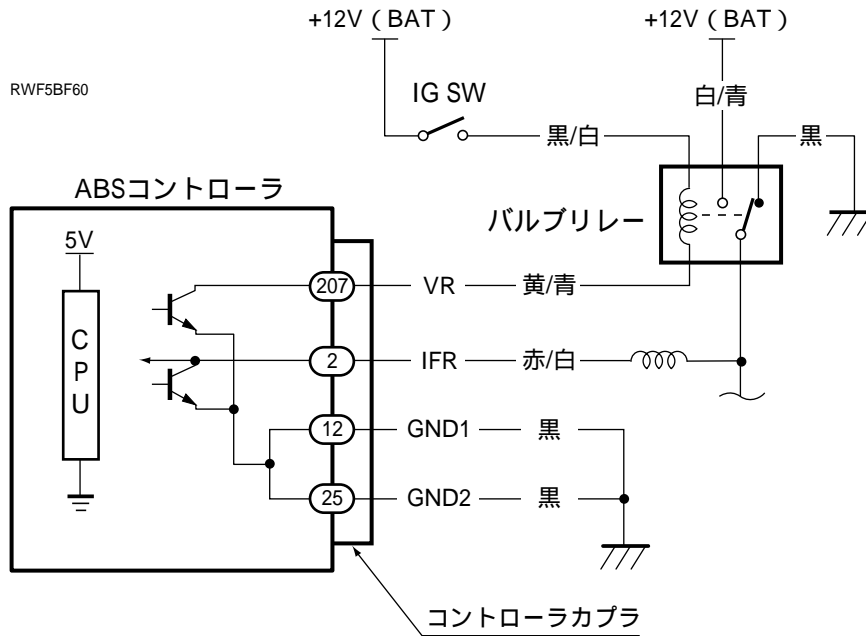 +12V（BAT）
+12V（BAT）
RWF5BF60
IG SW
白/青
黒/白
黒
ABSコントローラ
バルブリレー
5V
CPU
207
VR
黄/青
2
IFR
赤/白
12
GND1
黒
25
GND2
黒
コントローラカプラ